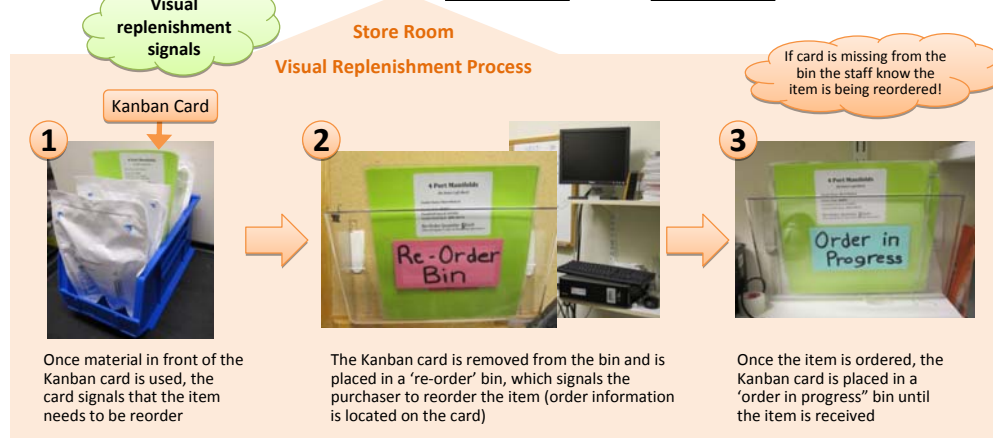 Visual
replenishment
signals
Store Room
Visual Replenishment Process
If card is missing from the
bin the staff know the
item is being reordered!
Kanban Card
1
2
3
4 Port Manifolds
Re-Order
Bin
4 Port Manifolds
Order in
Progress
Once material in front of the
Kanban card is used, the
card signals that the item
needs to be reorder
The Kanban card is removed from the bin and is
placed in a ‘re-order’ bin, which signals the
purchaser to reorder the item (order information
is located on the card)
Once the item is ordered, the
Kanban card is placed in a
‘order in progress” bin until
the item is received